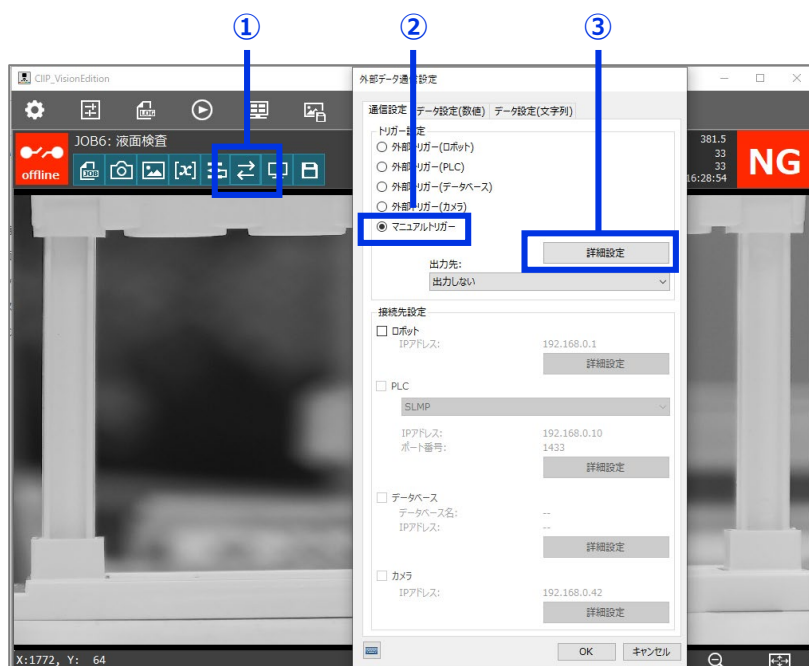 ① ② ③
CIIP_VisionEdition
外部データ通信設定
JOB6: 液面検査
offline
JOB
LOG
[x]
通信設定 データ設定(数値) データ設定(文字列)
トリガー設定
外部トリガー(ロボット)
外部トリガー(PLC)
外部トリガー(データベース)
外部トリガー(カメラ)
マニュアルトリガー
詳細設定
出力先:
出力しない
接続先設定
ロボット
IPアドレス: 192.168.0.1
詳細設定
PLC
SLMP
IPアドレス: 192.168.0.10
ポート番号: 1433
詳細設定
データベース
データベース名: --
IPアドレス: --
詳細設定
カメラ
IPアドレス: 192.168.0.42
詳細設定
OK キャンセル
381.5
33
33
16:28:54
NG
X:1772, Y: 64